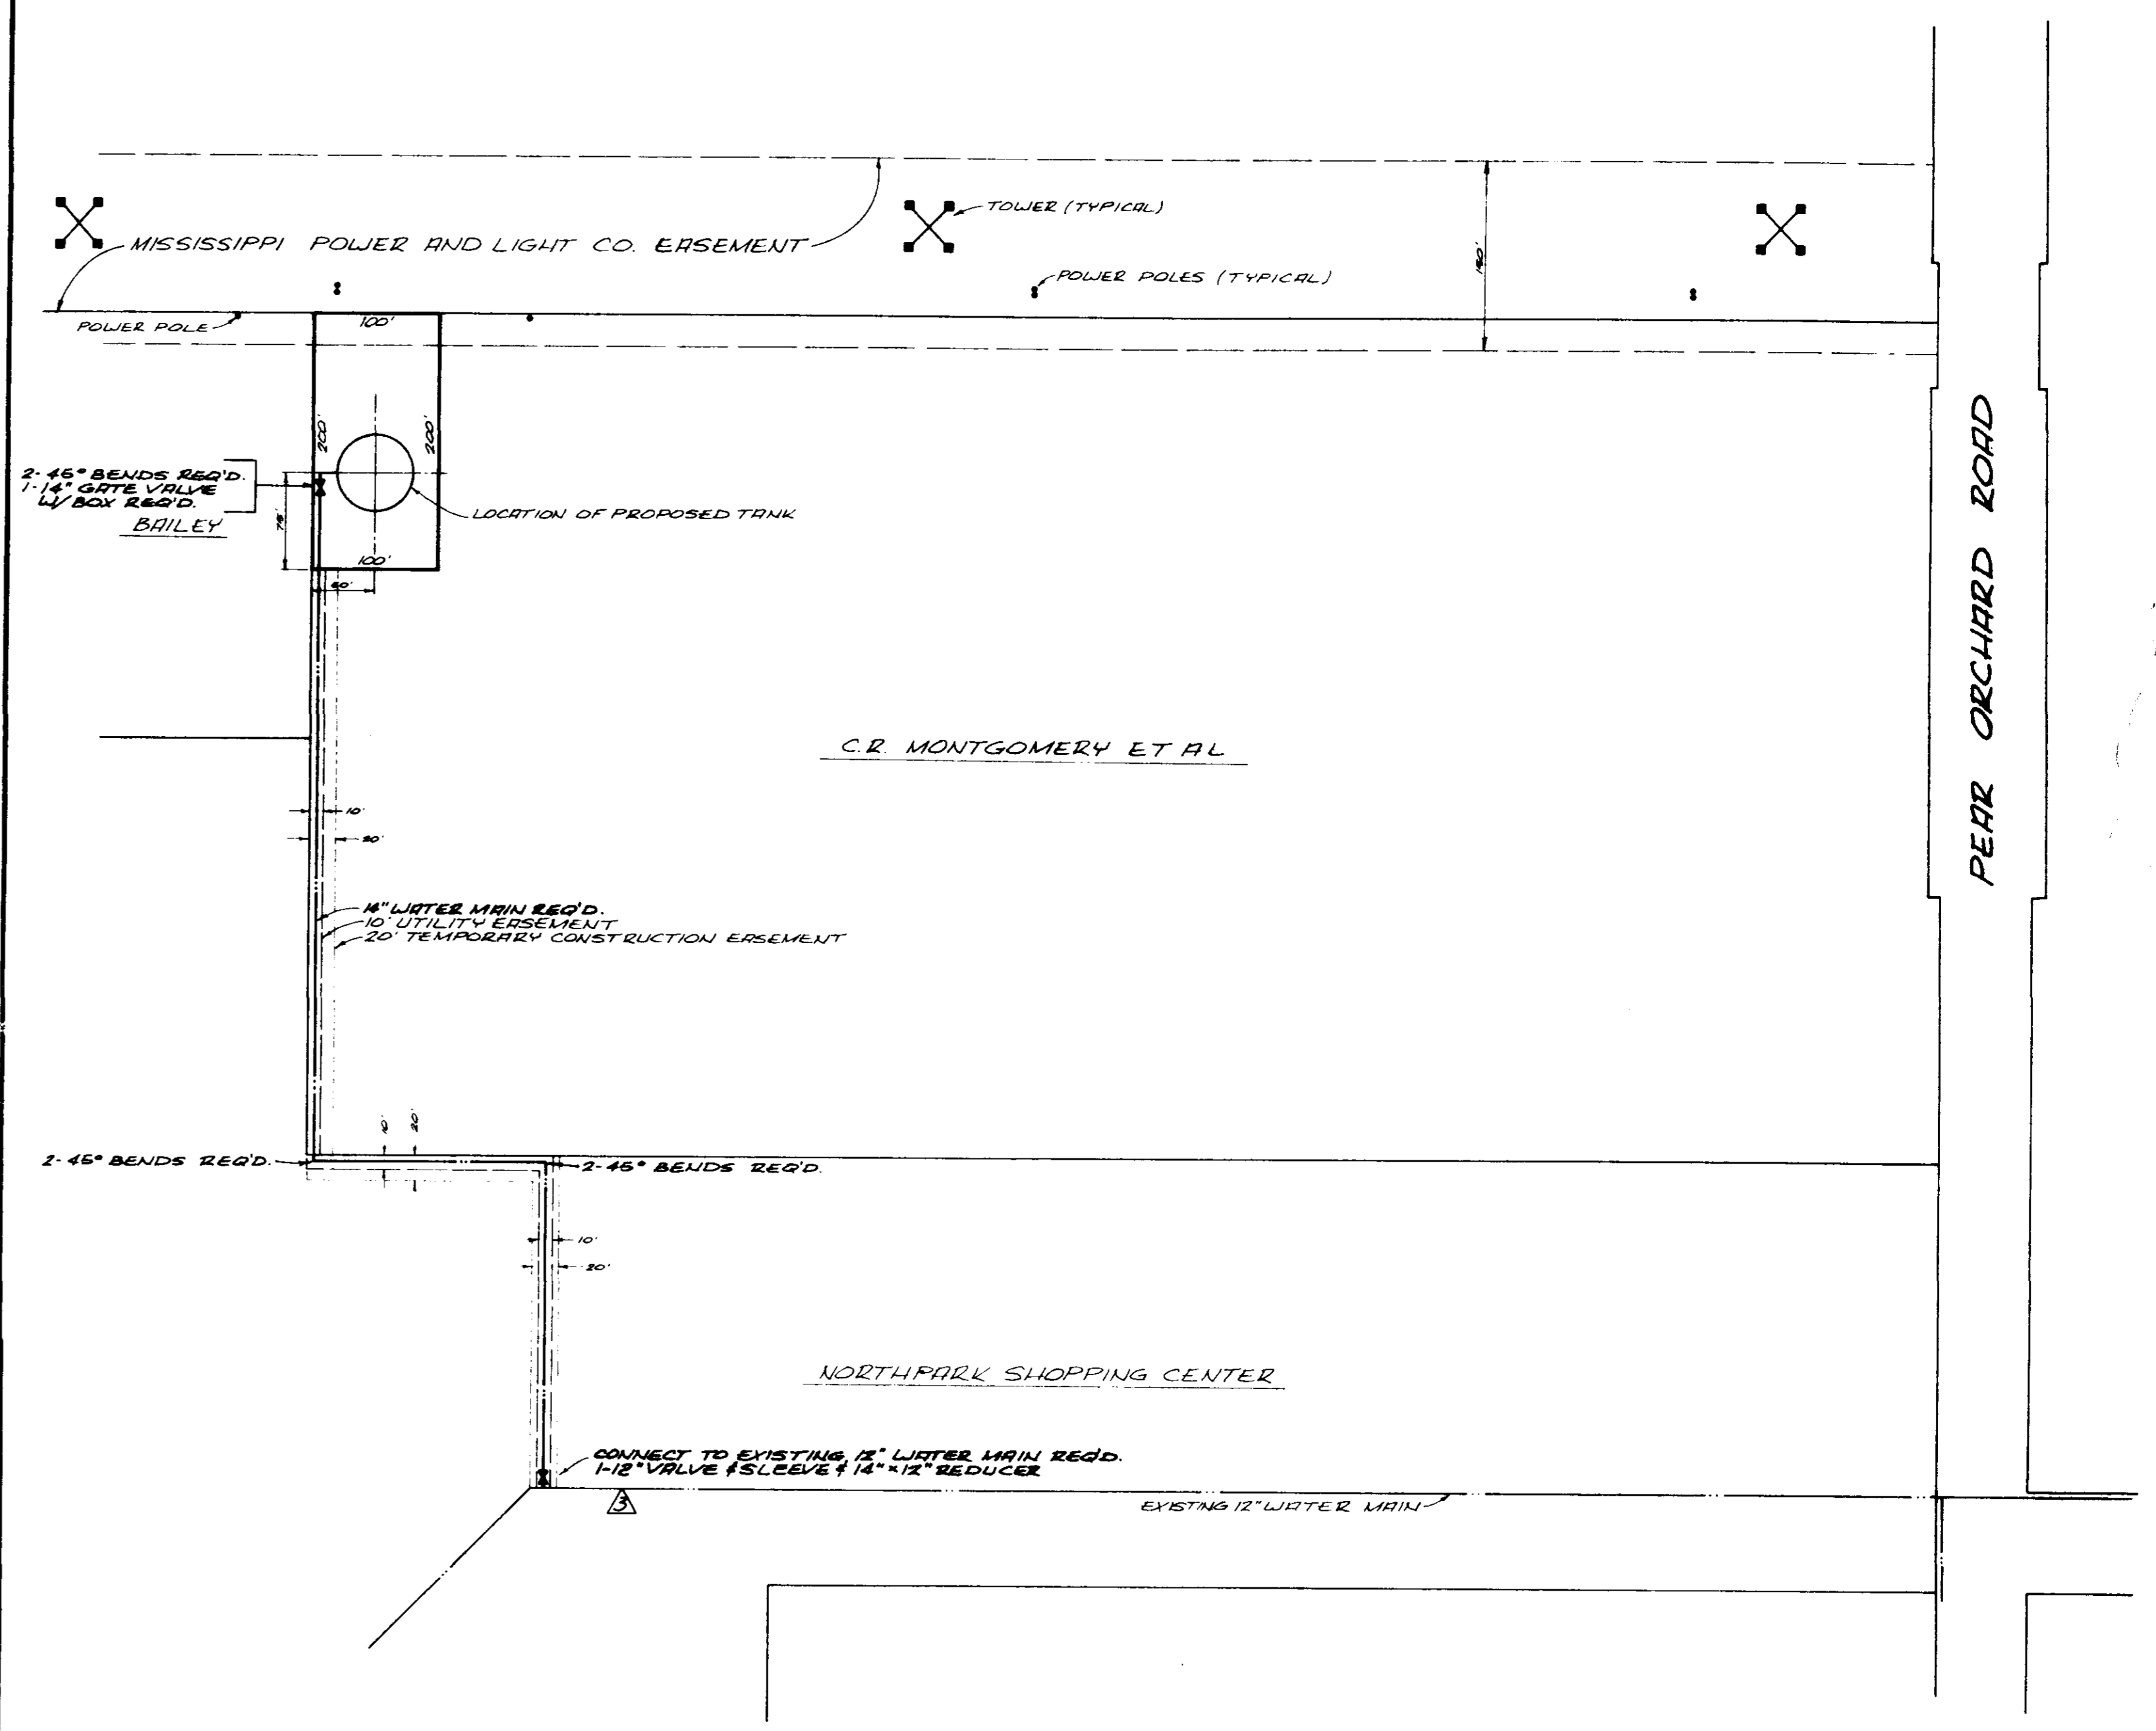 TOWER (TYPICAL)
MISSISSIPPI POWER AND LIGHT CO. EASEMENT
POWER POLES (TYPICAL)
POWER POLE
100'
200'
200'
2-45° BENDS REQ'D.
1-14" GATE VALVE
W/ BOX REQ'D.
BAILEY
LOCATION OF PROPOSED TANK
75'
100'
PEAR ORCHARD ROAD
C.R. MONTGOMERY ET AL
10'
20'
14" WATER MAIN REQ'D.
10' UTILITY EASEMENT
20' TEMPORARY CONSTRUCTION EASEMENT
10'
20'
2-45° BENDS REQ'D.
2-45° BENDS REQ'D.
10'
20'
NORTHPARK SHOPPING CENTER
CONNECT TO EXISTING 12" WATER MAIN REQ'D.
1-12" VALVE & SLEEVE & 14" x 12" REDUCER
3
EXISTING 12" WATER MAIN